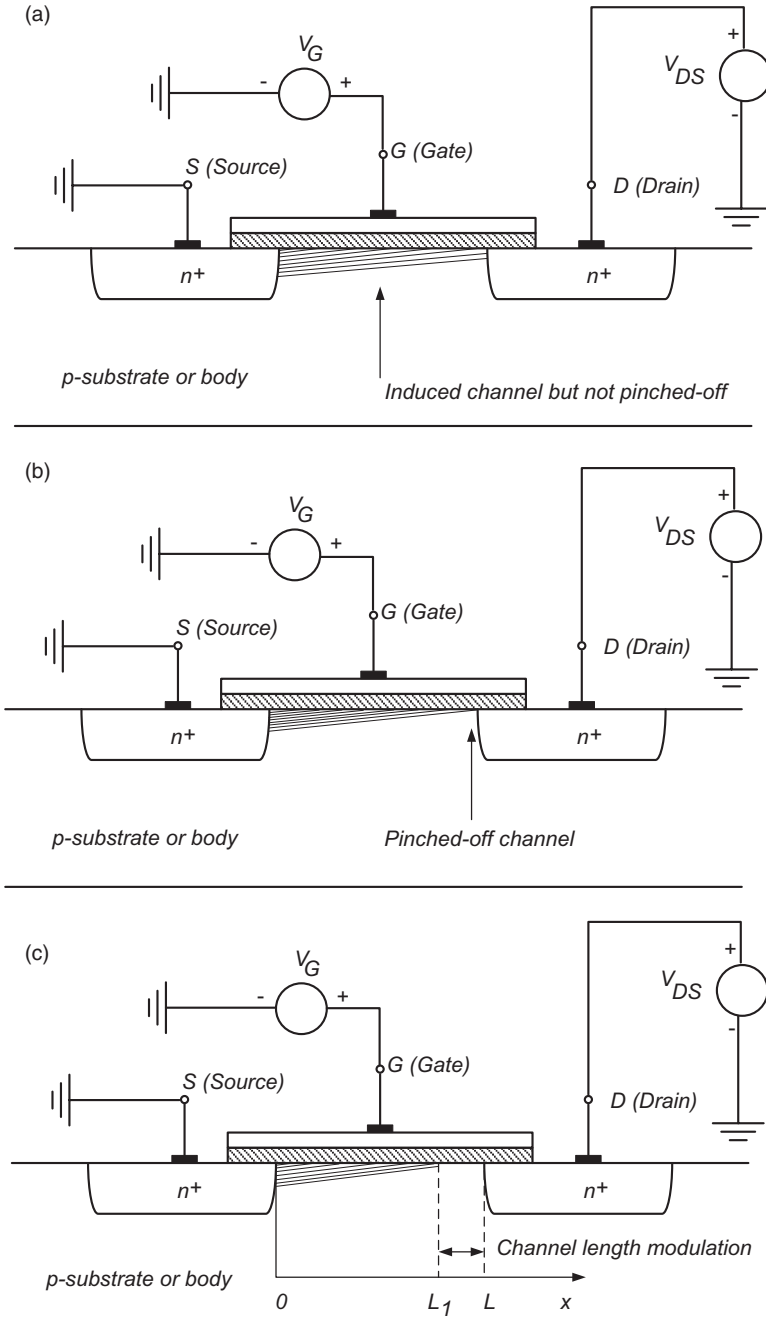 (a)
V_G
- +
+
V_DS
-
S (Source)
G (Gate)
D (Drain)
n+
n+
p-substrate or body
Induced channel but not pinched-off
(b)
V_G
- +
+
V_DS
-
S (Source)
G (Gate)
D (Drain)
n+
n+
p-substrate or body
Pinched-off channel
(c)
V_G
- +
+
V_DS
-
S (Source)
G (Gate)
D (Drain)
n+
n+
Channel length modulation
p-substrate or body
0 L_1 L x